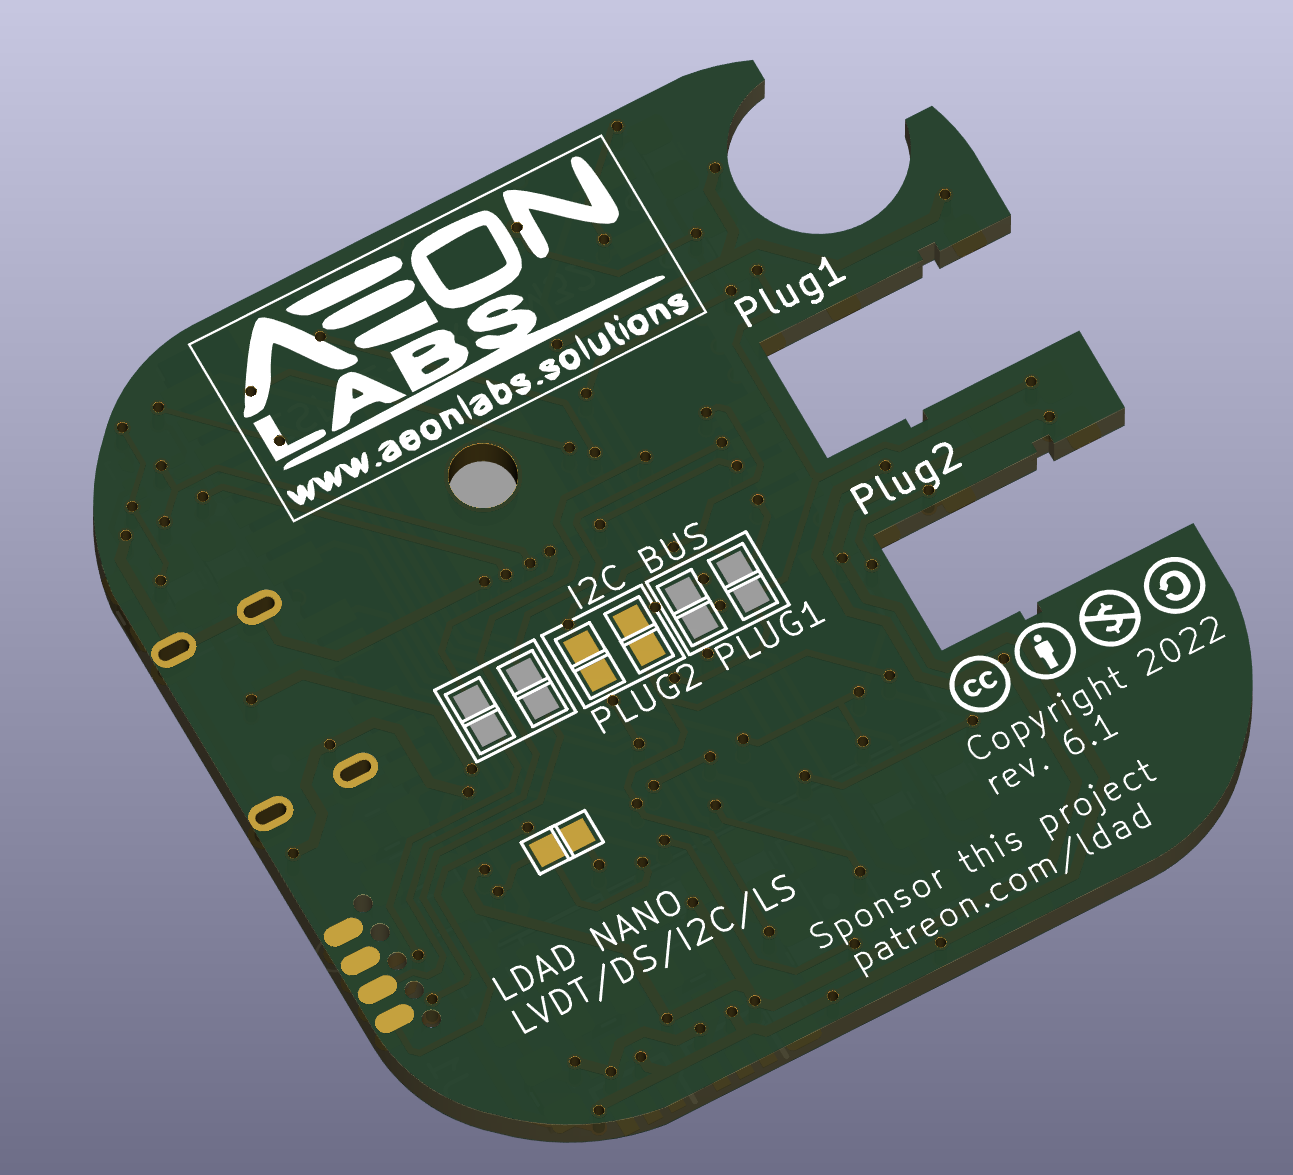 AEON
LABS
www.aeonlabs.solutions
Plug1
Plug2
I2C BUS
PLUG2 PLUG1
cc
Copyright 2022
rev. 6.1
Sponsor this project
patreon.com/ldad
LDAD NANO
LVDT/DS/I2C/LS